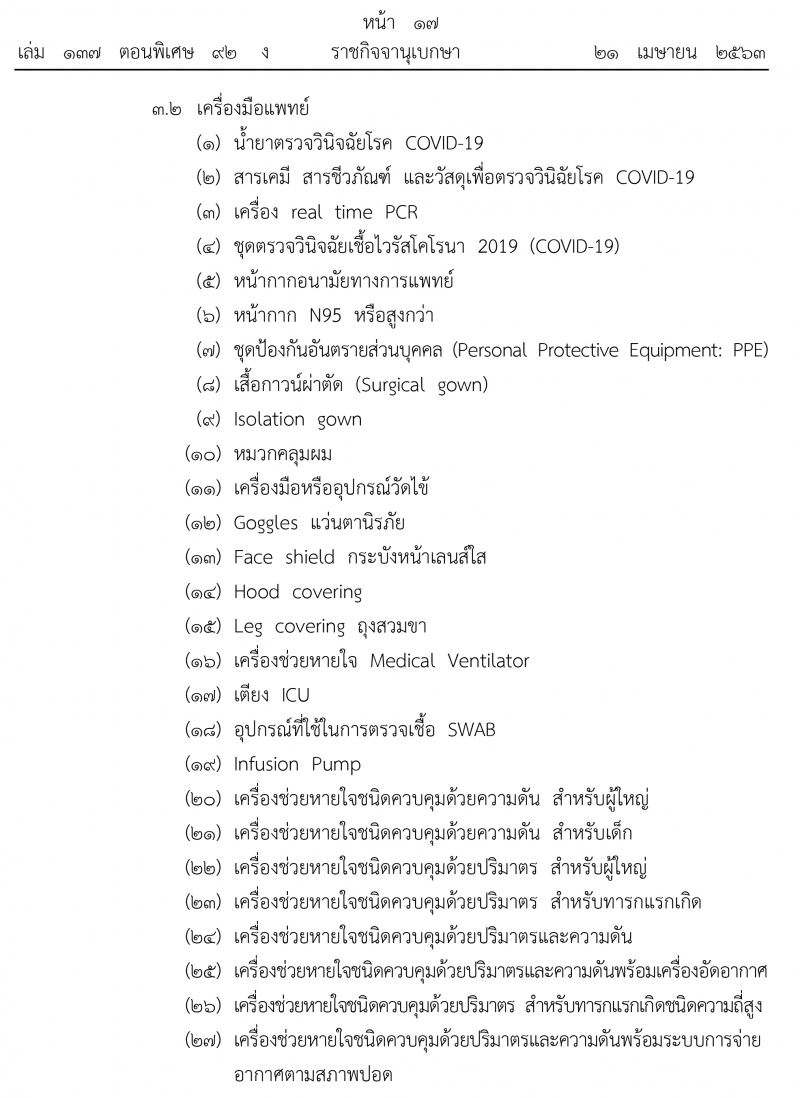 หน้า ๑๗
เล่ม ๑๓๗ ตอนพิเศษ ๙๒ ง ราชกิจจานุเบกษา ๒๑ เมษายน ๒๕๖๓
๓.๒ เครื่องมือแพทย์
(๑) น้ำยาตรวจวินิจฉัยโรค COVID-19
(๒) สารเคมี สารชีวภัณฑ์ และวัสดุเพื่อตรวจวินิฉัยโรค COVID-19
(๓) เครื่อง real time PCR
(๔) ชุดตรวจวินิจฉัยเชื้อไวรัสโคโรนา 2019 (COVID-19)
(๕) หน้ากากอนามัยทางการแพทย์
(๖) หน้ากาก N95 หรือสูงกว่า
(๗) ชุดป้องกันอันตรายส่วนบุคคล (Personal Protective Equipment: PPE)
(๘) เสื้อกาวน์ผ่าตัด (Surgical gown)
(๙) Isolation gown
(๑๐) หมวกคลุมผม
(๑๑) เครื่องมือหรืออุปกรณ์วัดไข้
(๑๒) Goggles แว่นตานิรภัย
(๑๓) Face shield กระบังหน้าเลนส์ใส
(๑๔) Hood covering
(๑๕) Leg covering ถุงสวมขา
(๑๖) เครื่องช่วยหายใจ Medical Ventilator
(๑๗) เตียง ICU
(๑๘) อุปกรณ์ที่ใช้ในการตรวจเชื้อ SWAB
(๑๙) Infusion Pump
(๒๐) เครื่องช่วยหายใจชนิดควบคุมด้วยความดัน สำหรับผู้ใหญ่
(๒๑) เครื่องช่วยหายใจชนิดควบคุมด้วยความดัน สำหรับเด็ก
(๒๒) เครื่องช่วยหายใจชนิดควบคุมด้วยปริมาตร สำหรับผู้ใหญ่
(๒๓) เครื่องช่วยหายใจชนิดควบคุมด้วยปริมาตร สำหรับทารกแรกเกิด
(๒๔) เครื่องช่วยหายใจชนิดควบคุมด้วยปริมาตรและความดัน
(๒๕) เครื่องช่วยหายใจชนิดควบคุมด้วยปริมาตรและความดันพร้อมเครื่องอัดอากาศ
(๒๖) เครื่องช่วยหายใจชนิดควบคุมด้วยปริมาตร สำหรับทารกแรกเกิดชนิดความถี่สูง
(๒๗) เครื่องช่วยหายใจชนิดควบคุมด้วยปริมาตรและความดันพร้อมระบบการจ่าย
อากาศตามสภาพปอด